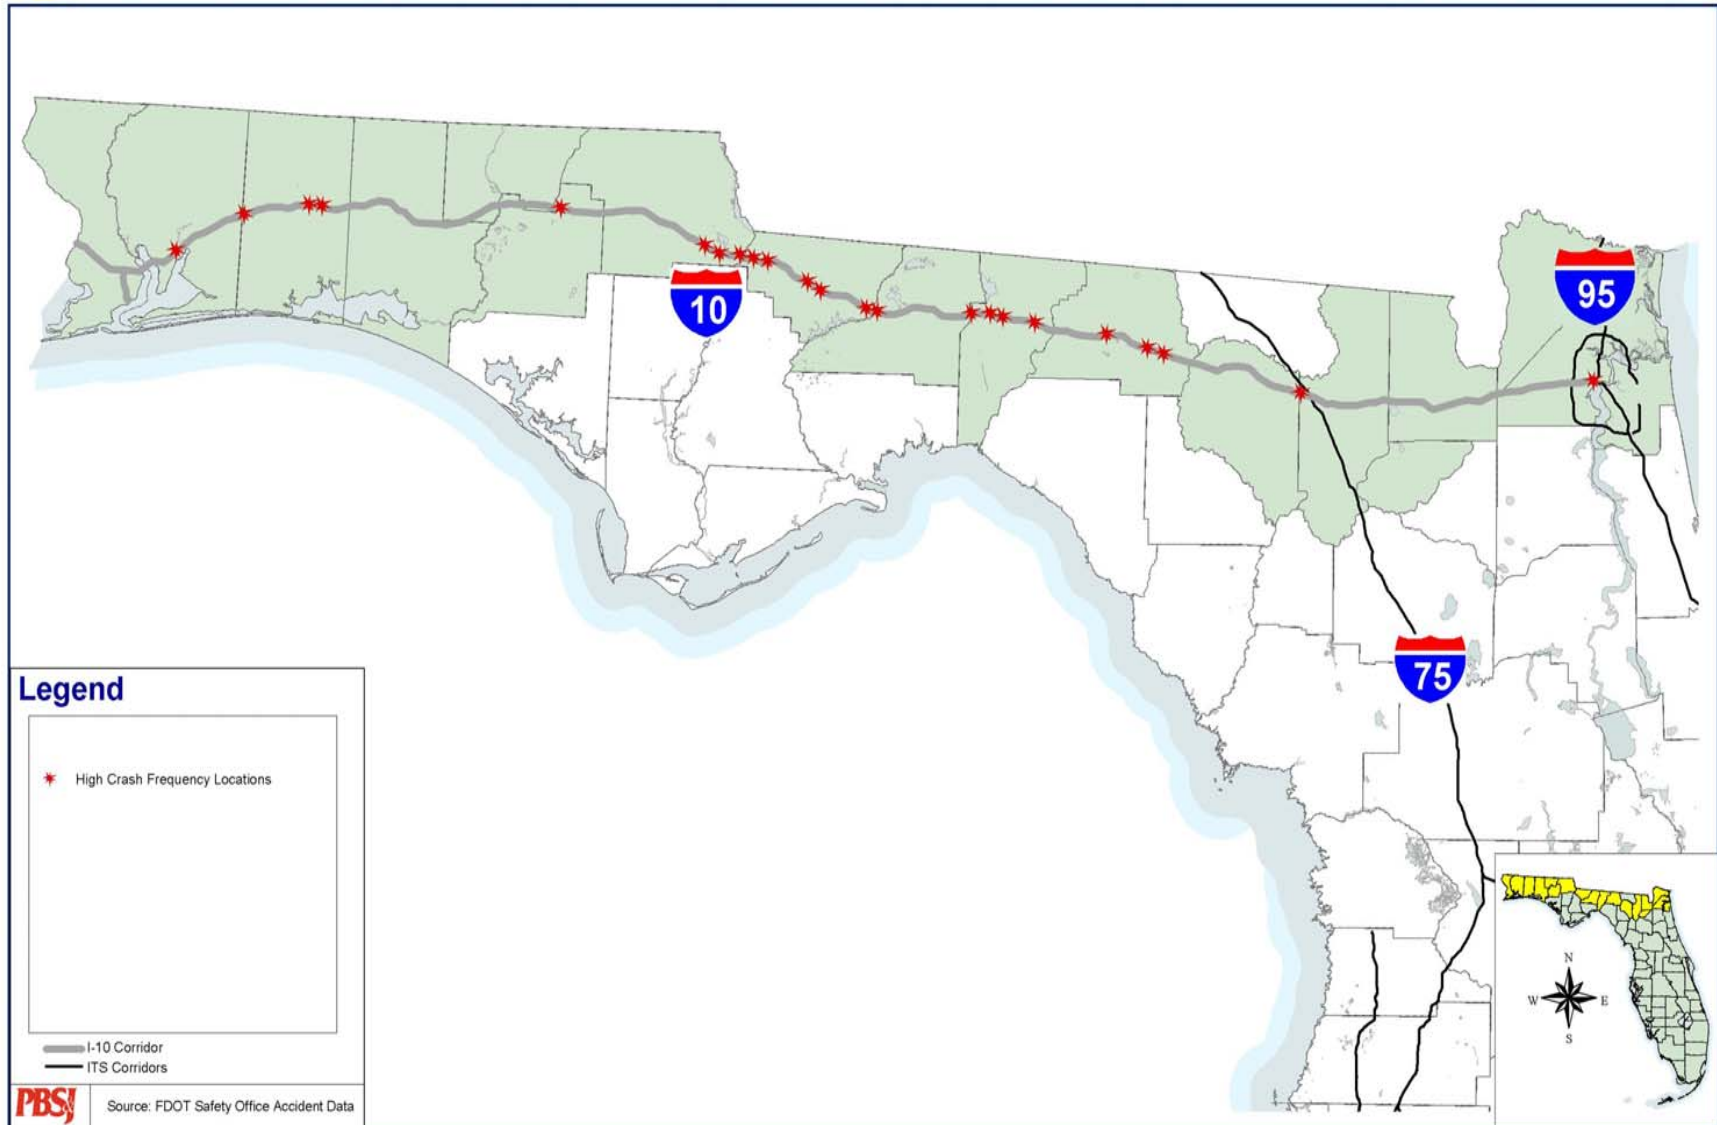 10
95
75
Legend
High Crash Frequency Locations
I-10 Corridor
ITS Corridors
PBSJ
Source: FDOT Safety Office Accident Data
N
W
E
S